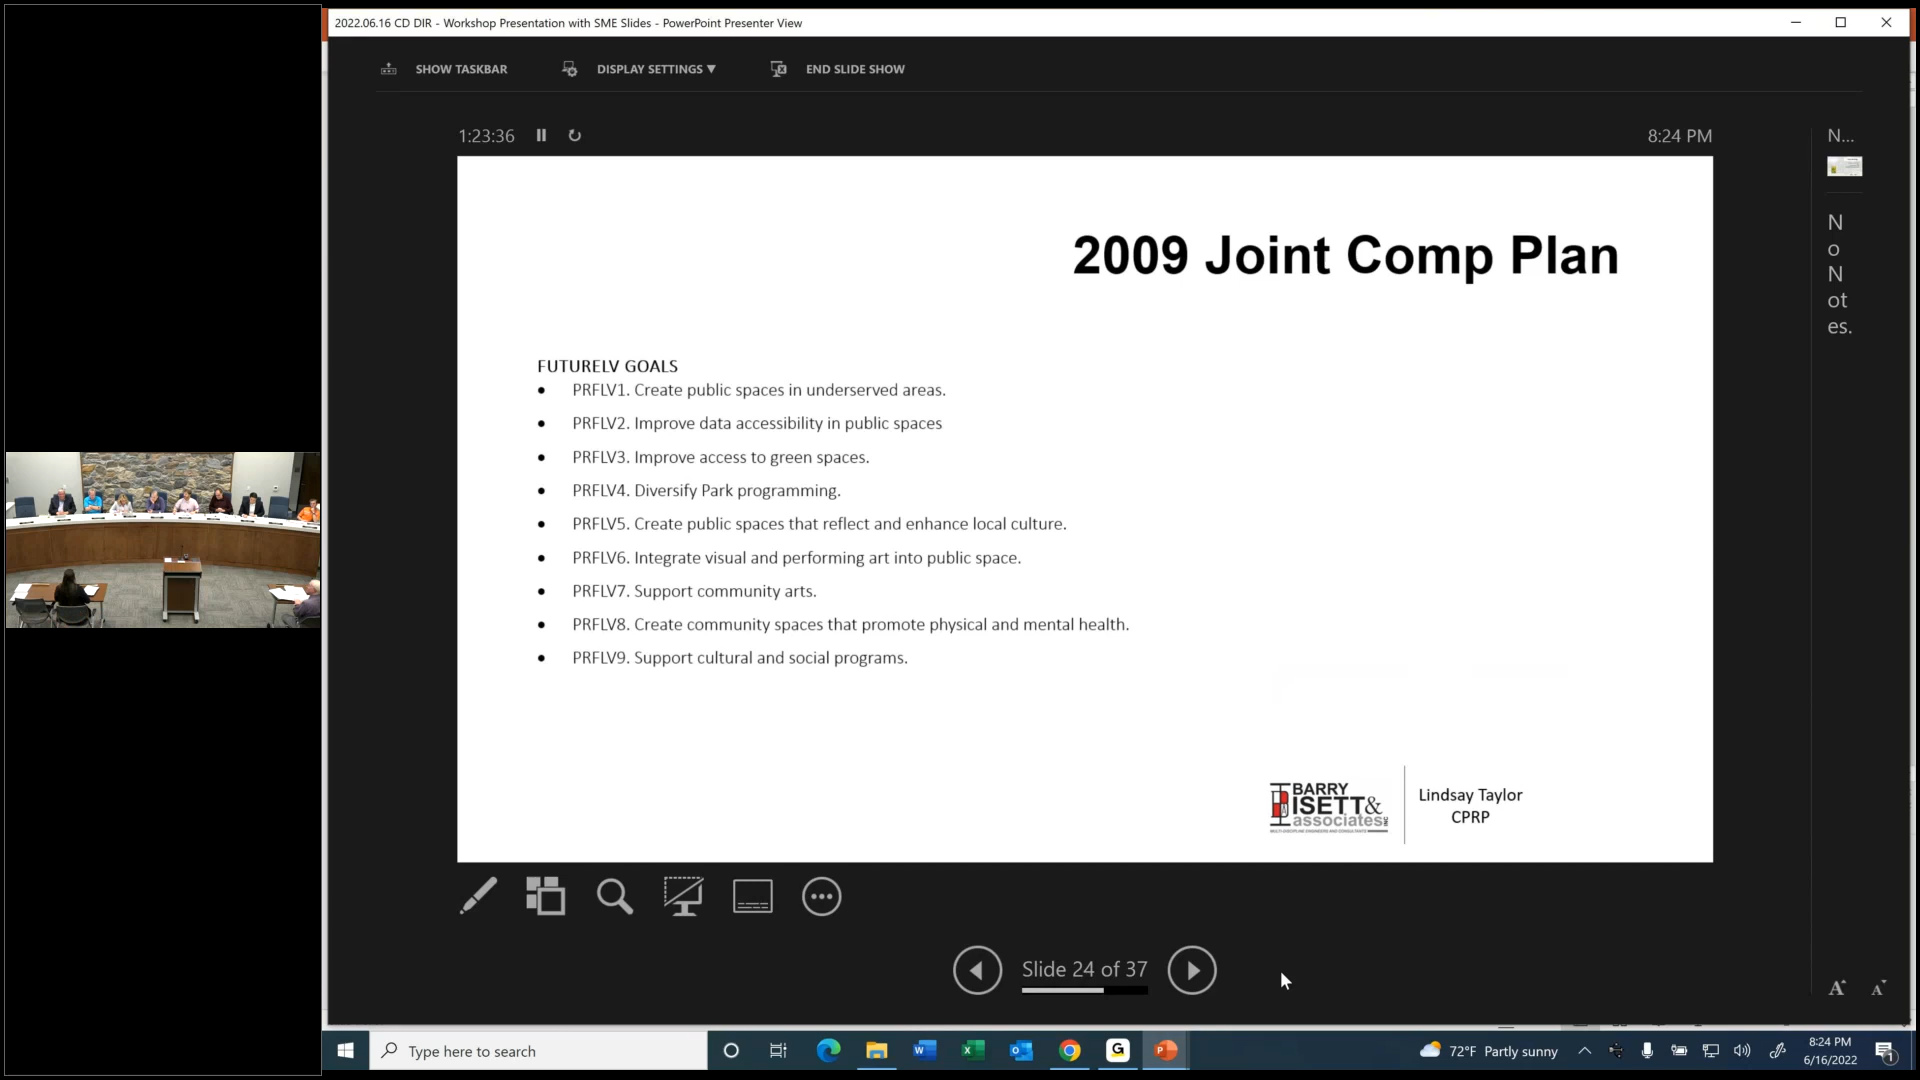 2022.06.16 CD DIR - Workshop Presentation with SME Slides - PowerPoint Presenter View
SHOW TASKBAR
DISPLAY SETTINGS ▼
END SLIDE SHOW
1:23:36
8:24 PM
N...
N
o
N
ot
es.
2009 Joint Comp Plan
FUTURELV GOALS
• PRFLV1. Create public spaces in underserved areas.
• PRFLV2. Improve data accessibility in public spaces
• PRFLV3. Improve access to green spaces.
• PRFLV4. Diversify Park programming.
• PRFLV5. Create public spaces that reflect and enhance local culture.
• PRFLV6. Integrate visual and performing art into public space.
• PRFLV7. Support community arts.
• PRFLV8. Create community spaces that promote physical and mental health.
• PRFLV9. Support cultural and social programs.
BARRY
ISETT&
associates
Lindsay Taylor
CPRP
Slide 24 of 37
Type here to search
72°F Partly sunny
8:24 PM
6/16/2022